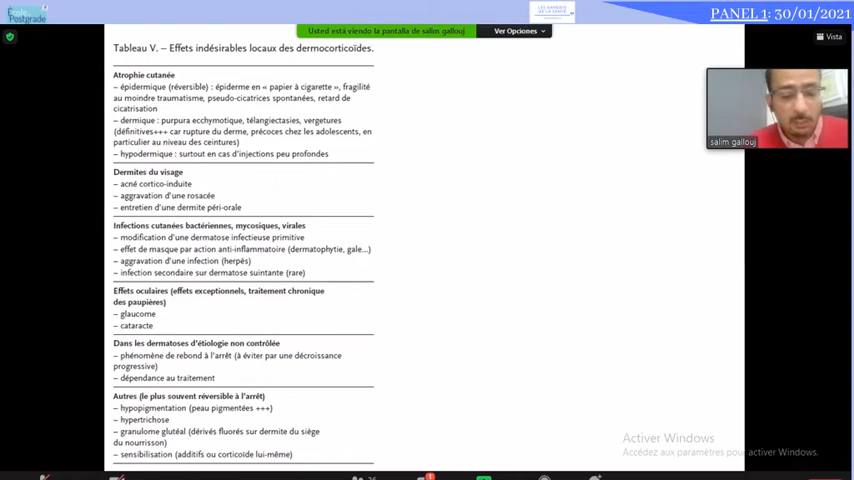 école
Postgrade
LES SAMEDIS
DE LA SANTÉ
PANEL 1: 30/01/2021
Usted está viendo la pantalla de salim gallouj
Ver Opciones
Vista
Tableau V. – Effets indésirables locaux des dermocorticoïdes.
Atrophie cutanée
– épidermique (réversible) : épiderme en « papier à cigarette », fragilité
au moindre traumatisme, pseudo-cicatrices spontanées, retard de
cicatrisation
– dermique : purpura ecchymotique, télangiectasies, vergetures
(définitives+++ car rupture du derme, précoces chez les adolescents, en
particulier au niveau des ceintures)
– hypodermique : surtout en cas d'injections peu profondes
Dermites du visage
– acné cortico-induite
– aggravation d'une rosacée
– entretien d'une dermite péri-orale
Infections cutanées bactériennes, mycosiques, virales
– modification d'une dermatose infectieuse primitive
– effet de masque par action anti-inflammatoire (dermatophytie, gale...)
– aggravation d'une infection (herpès)
– infection secondaire sur dermatose suintante (rare)
Effets oculaires (effets exceptionnels, traitement chronique
des paupières)
– glaucome
– cataracte
Dans les dermatoses d'étiologie non contrôlée
– phénomène de rebond à l'arrêt (à éviter par une décroissance
progressive)
– dépendance au traitement
Autres (le plus souvent réversible à l'arrêt)
– hypopigmentation (peau pigmentées +++)
– hypertrichose
– granulome glutéal (dérivés fluorés sur dermite du siège
du nourrisson)
– sensibilisation (additifs ou corticoïde lui-même)
salim gallouj
Activer Windows
Accédez aux paramètres pour activer Windows.